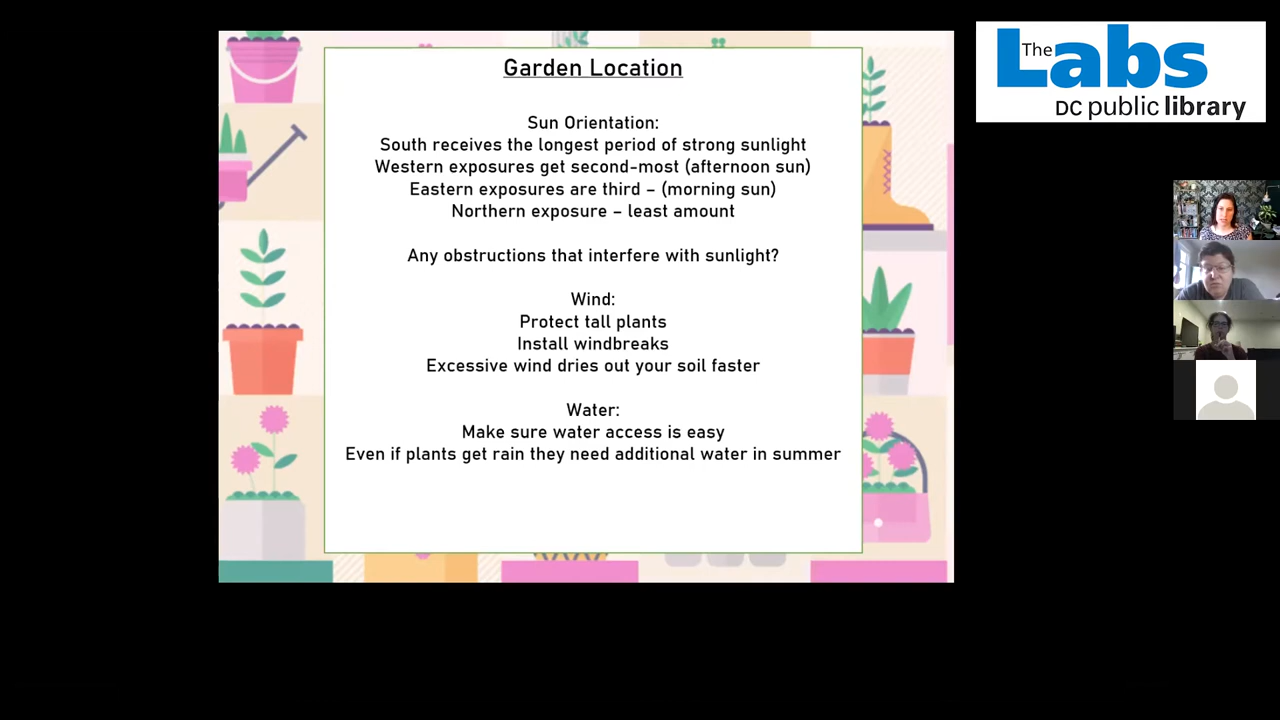 Garden Location
Sun Orientation:
South receives the longest period of strong sunlight
Western exposures get second-most (afternoon sun)
Eastern exposures are third – (morning sun)
Northern exposure – least amount
Any obstructions that interfere with sunlight?
Wind:
Protect tall plants
Install windbreaks
Excessive wind dries out your soil faster
Water:
Make sure water access is easy
Even if plants get rain they need additional water in summer
The Labs
DC public library